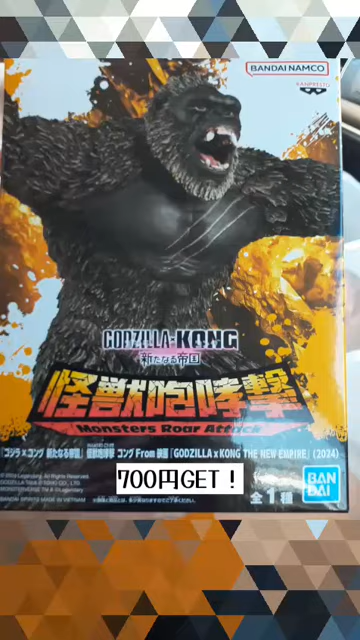 BANDAI NAMCO
BANPRESTO
GODZILLA×KONG
新たなる帝国
怪獣咆哮撃
Monsters Roar Attack
『ゴジラ×コング 新たなる帝国』 怪獣咆哮撃 コング From 映画『GODZILLA x KONG THE NEW EMPIRE』(2024)
700円GET！
BAN
DAI
全1種